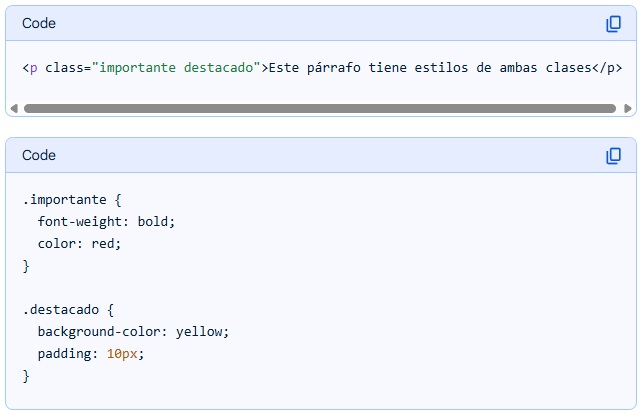 Code
<p class="importante destacado">Este párrafo tiene estilos de ambas clases</p>
Code
.importante {
  font-weight: bold;
  color: red;
}

.destacado {
  background-color: yellow;
  padding: 10px;
}